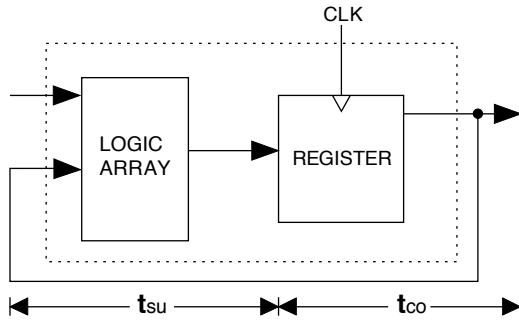 CLK
LOGIC
ARRAY
REGISTER
tsu
tco